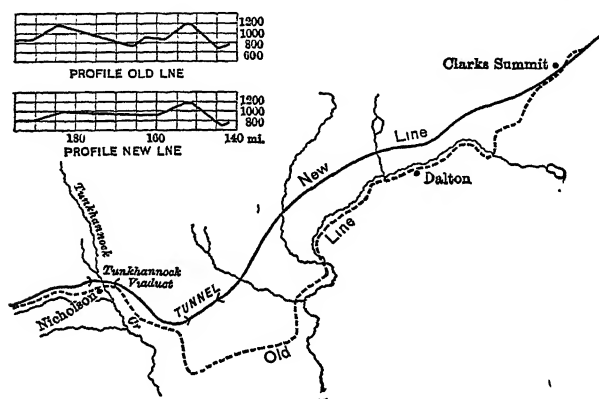 1200
1000
800
600
PROFILE OLD LNE
1200
1000
800
180 160 140 mi.
PROFILE NEW LNE
Clarks Summit
New Line
Dalton
Line
Tunkhannock
Tunkhannock
Viaduct
Nicholson
Cr
TUNNEL
Old